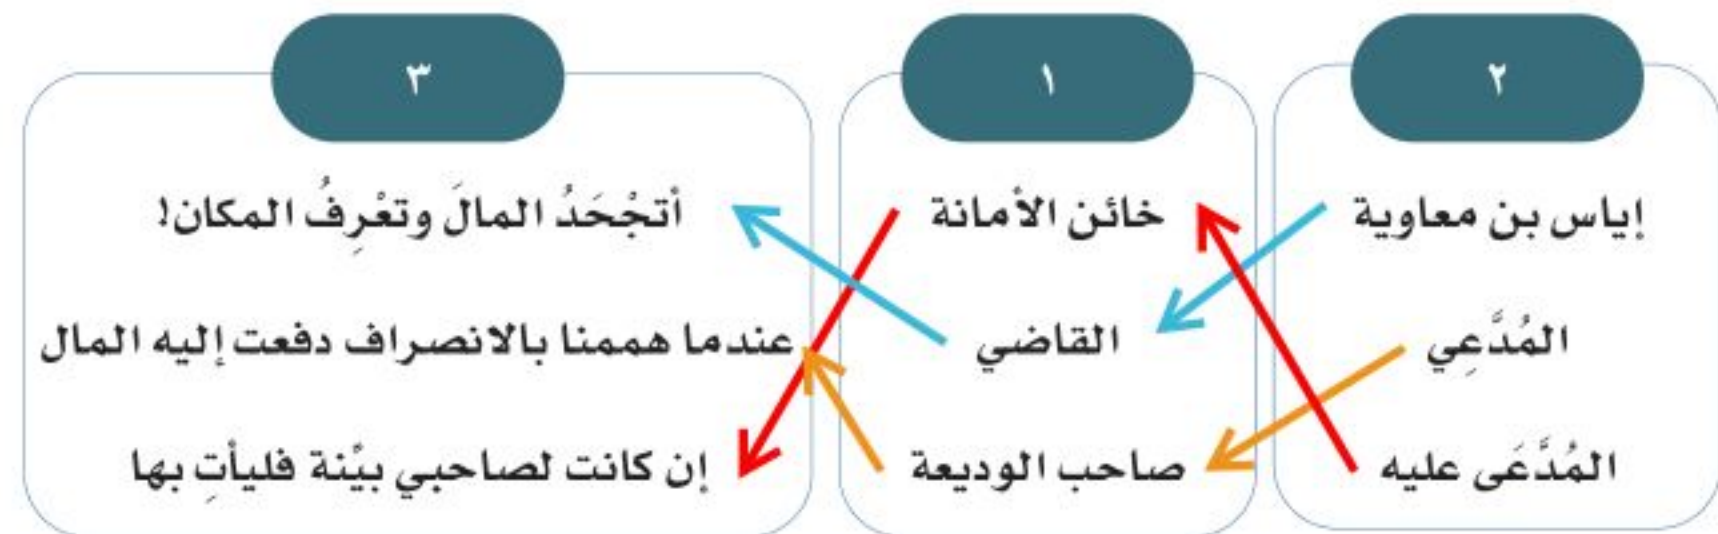 ٢
إياس بن معاوية
المُدَّعِي
المُدَّعَى عليه
١
خائن الأمانة
القاضي
صاحب الوديعة
٣
أتجْحَدُ المالَ وتعْرِفُ المكان!
عندما هممنا بالانصراف دفعت إليه المال
إن كانت لصاحبي بيَّنة فليأتِ بها